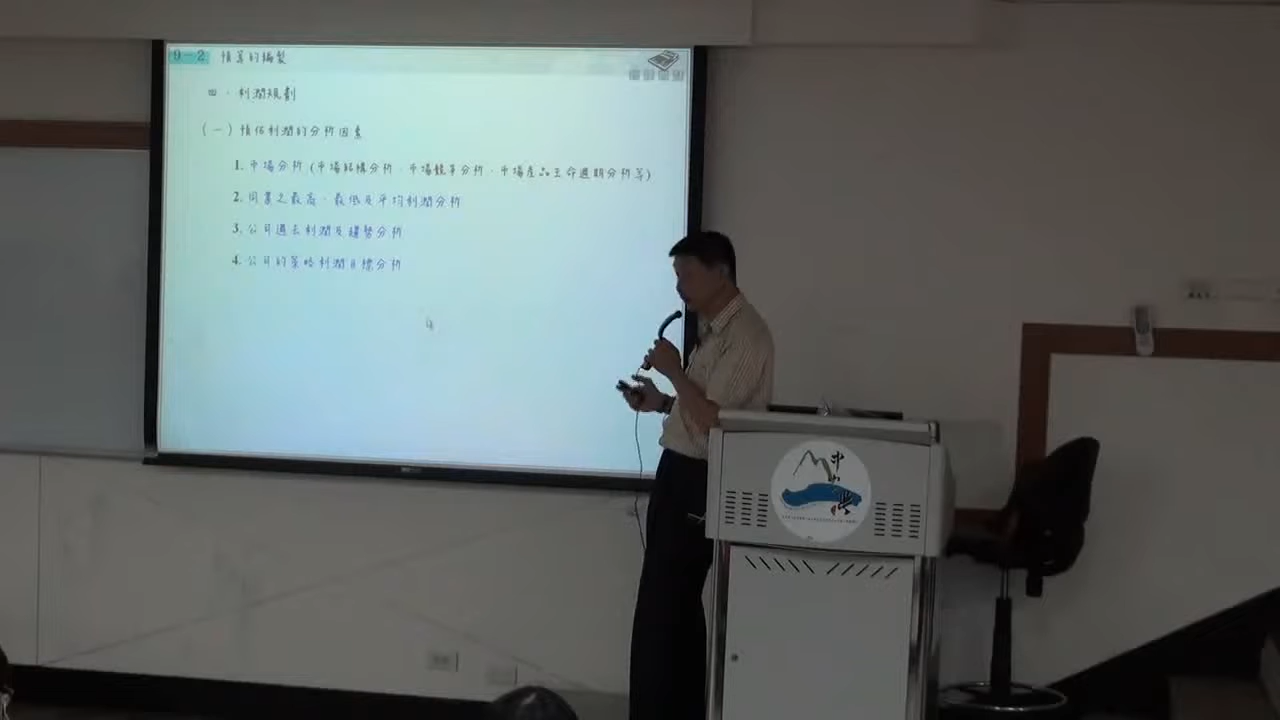 9－2 預算的編製
四、利潤規劃
（一）預估利潤的分析因素
1. 市場分析 (市場結構分析、市場競爭分析、市場產品生命週期分析等)
2. 同業之最高、最低及平均利潤分析
3. 公司過去利潤及趨勢分析
4. 公司的策略利潤目標分析